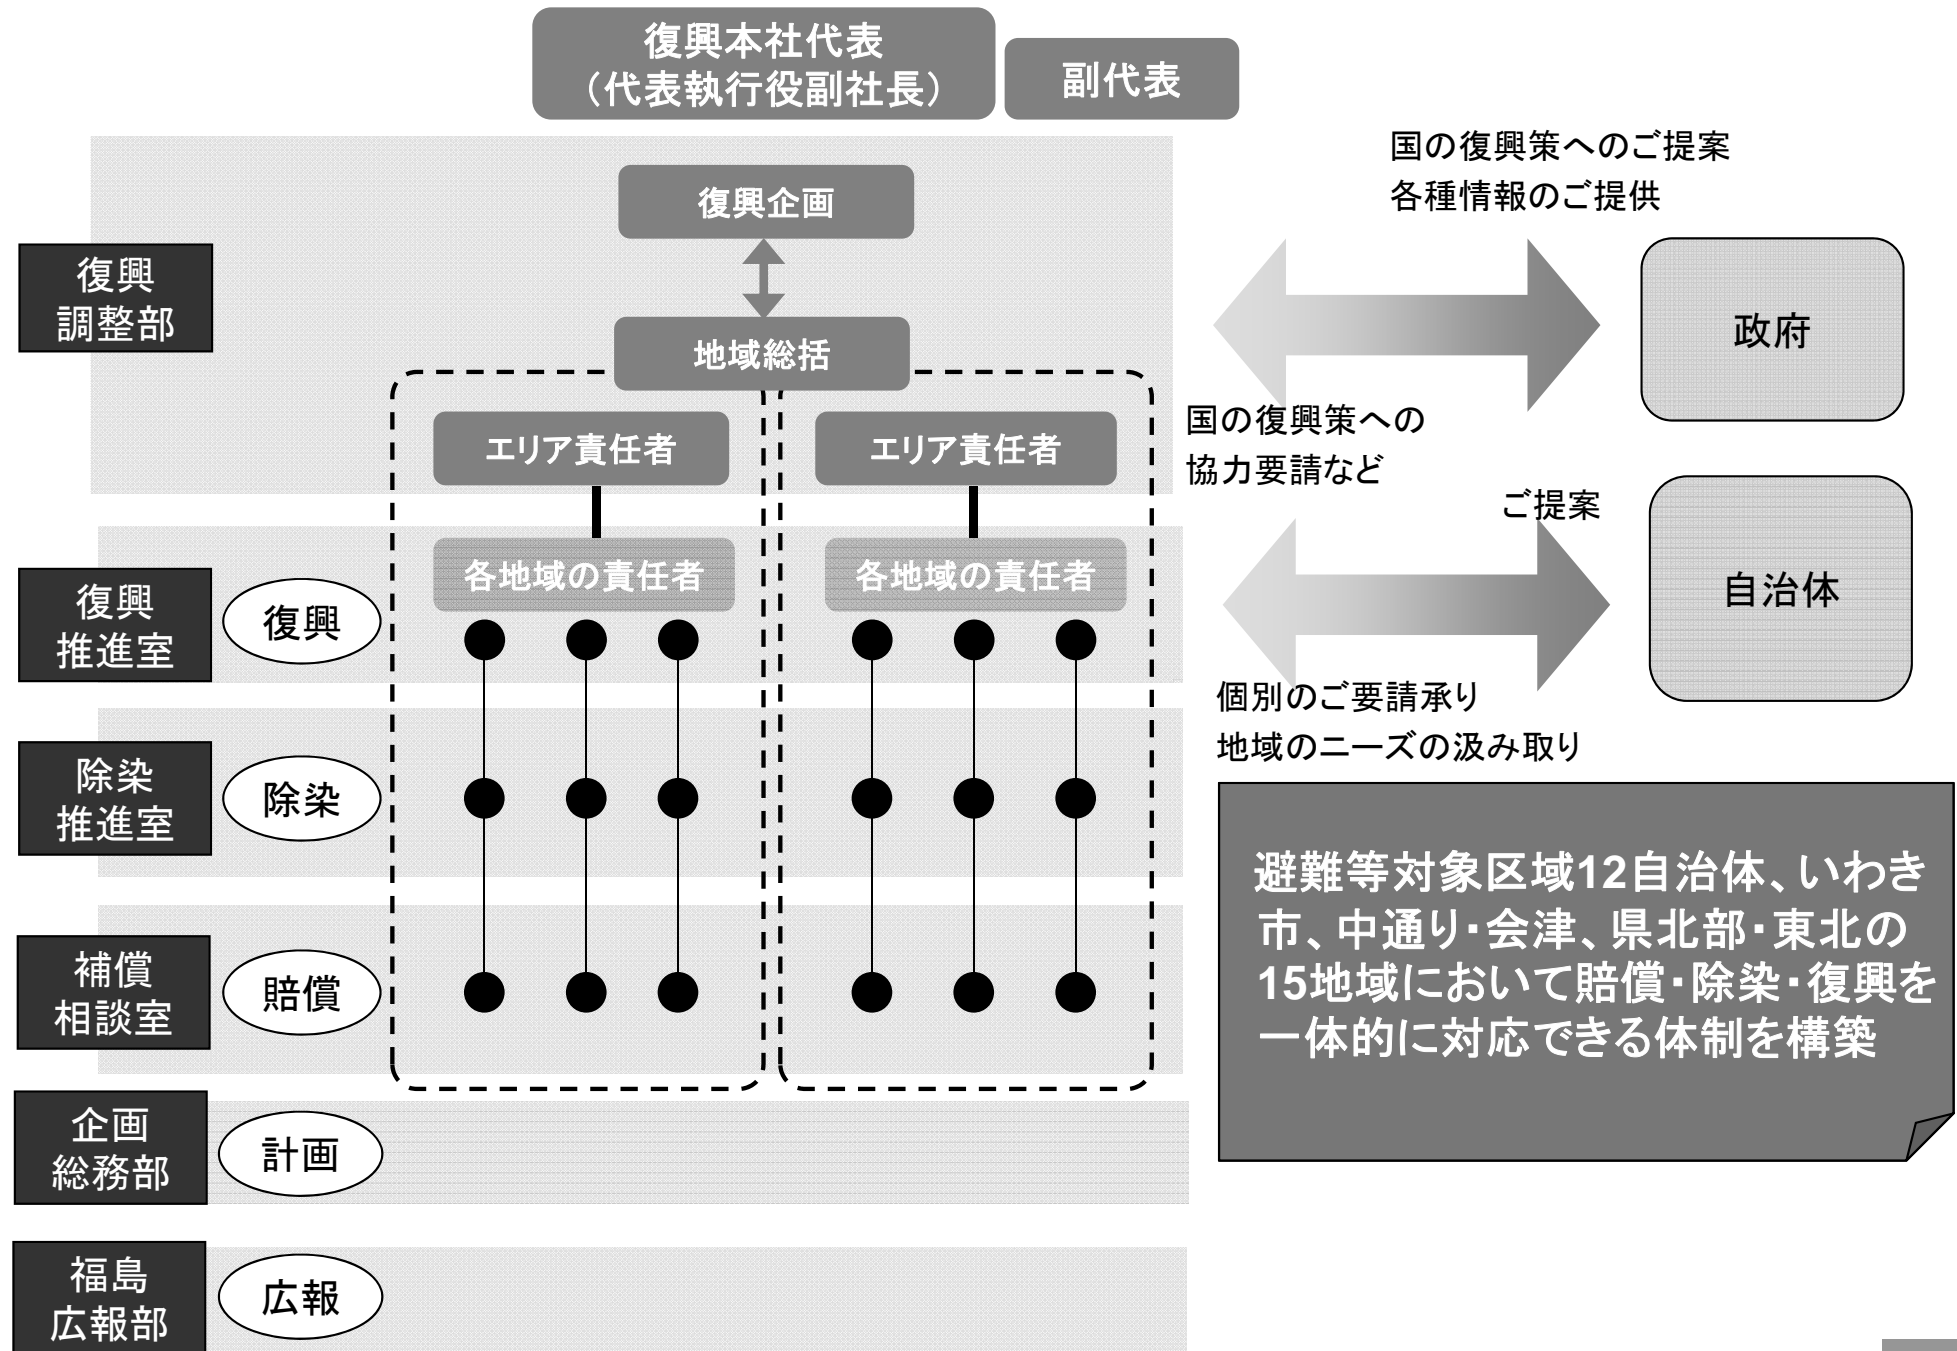 復興本社代表
（代表執行役副社長）
副代表
国の復興策へのご提案
各種情報のご提供
復興企画
復興
調整部
地域総括
政府
エリア責任者
エリア責任者
国の復興策への
協力要請など
ご提案
各地域の責任者
各地域の責任者
自治体
復興
推進室
復興
個別のご要請承り
地域のニーズの汲み取り
除染
推進室
除染
避難等対象区域12自治体、いわき
市、中通り・会津、県北部・東北の
15地域において賠償・除染・復興を
一体的に対応できる体制を構築
補償
相談室
賠償
企画
総務部
計画
福島
広報部
広報